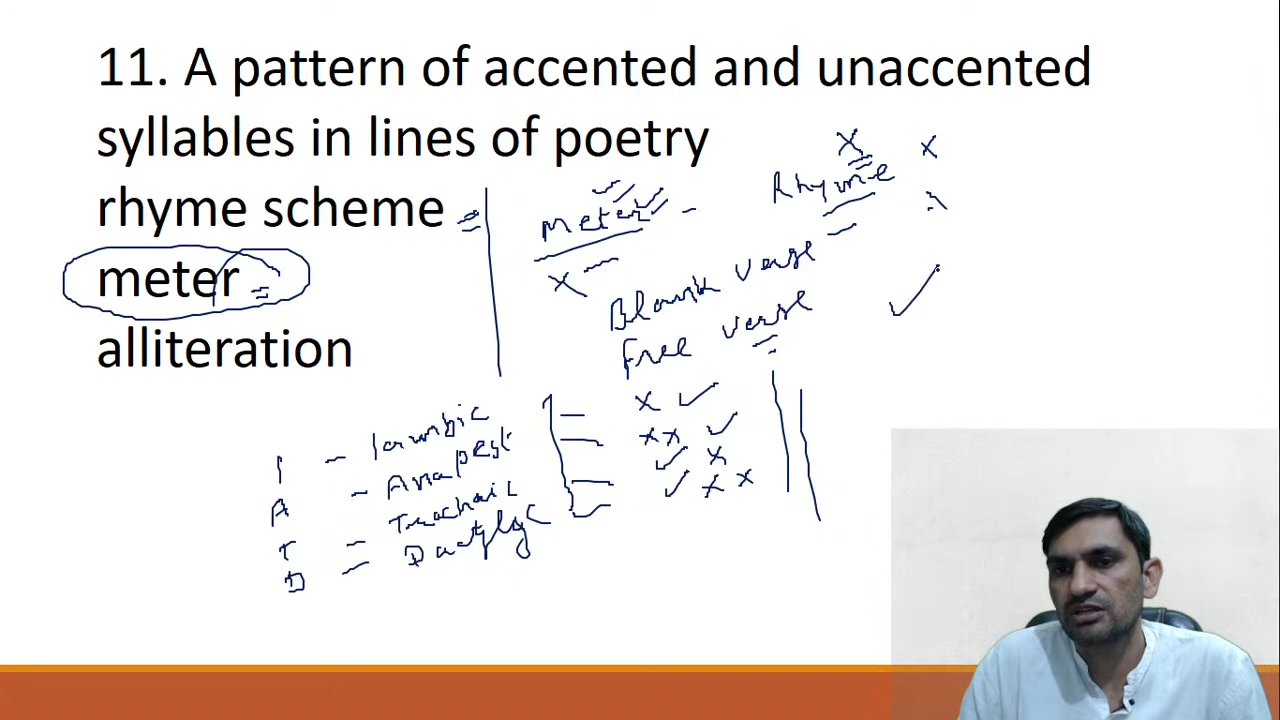 11. A pattern of accented and unaccented
syllables in lines of poetry
rhyme scheme
meter
alliteration
meter
Rhyme
Blank verse
Free verse
I - Iambic
A - Anapest
T - Trochaic
D - Dactlyc